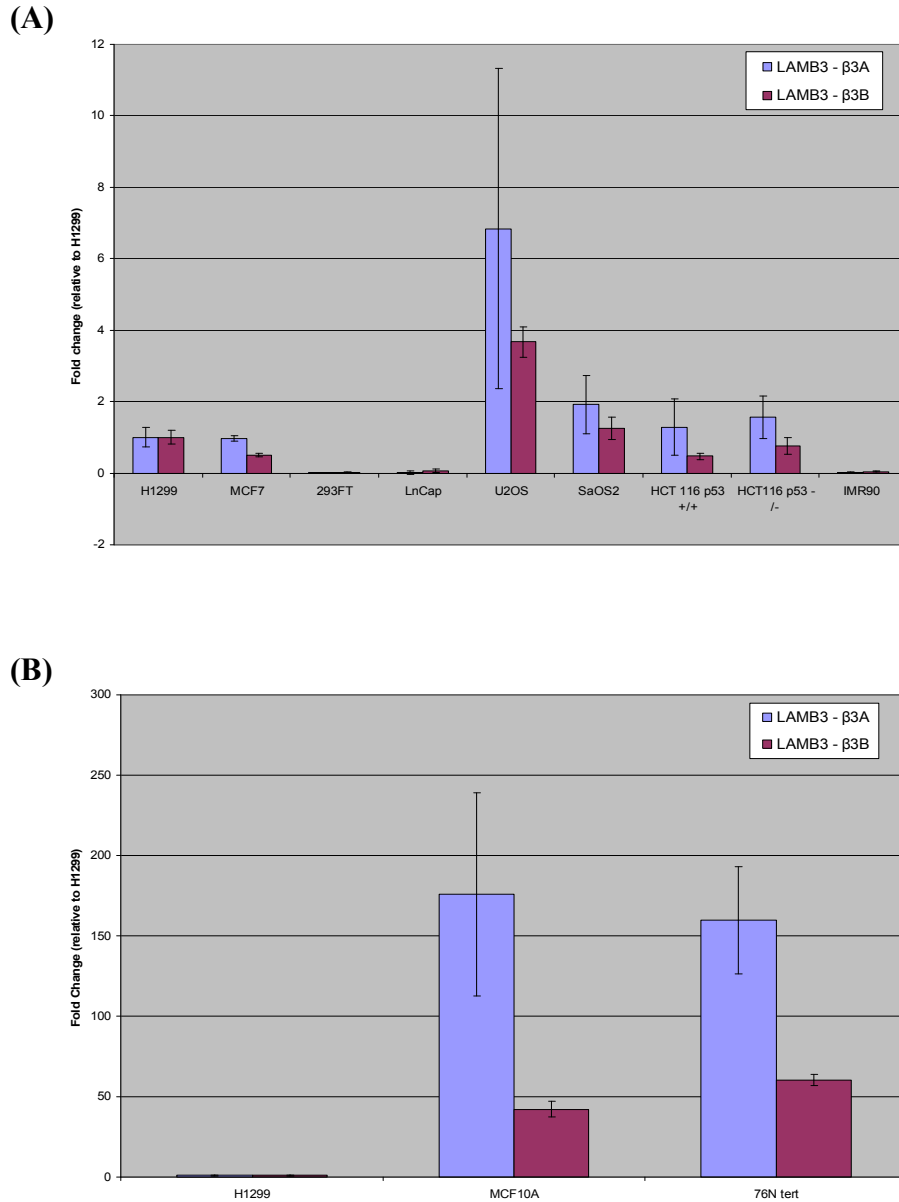 (A)
12
10
8
6
4
2
0
-2
Fold change (relative to H1299)
LAMB3 - β3A
LAMB3 - β3B
H1299 MCF7 293FT LnCap U2OS SaOS2 HCT 116 p53 HCT116 p53 - IMR90
+/+ /-
(B)
300
250
200
150
100
50
0
Fold Change (relative to H1299)
LAMB3 - β3A
LAMB3 - β3B
H1299 MCF10A 76N tert